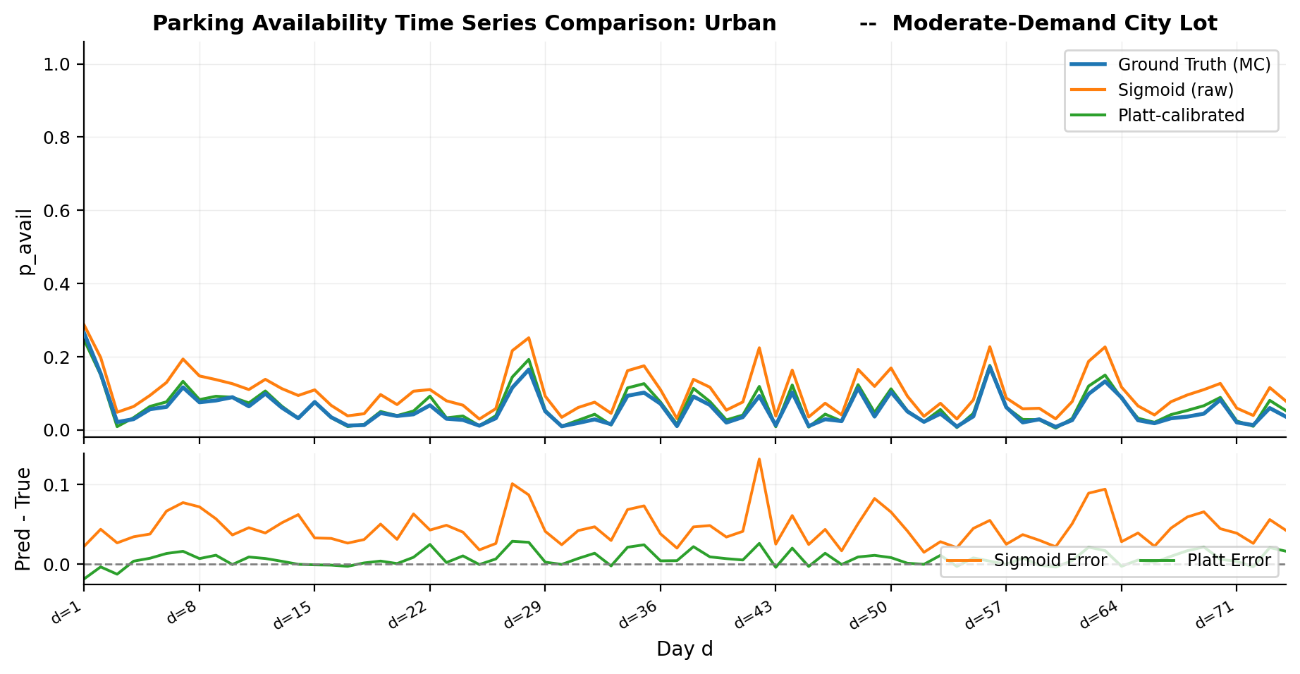 Parking Availability Time Series Comparison: Urban -- Moderate-Demand City Lot
Ground Truth (MC)
Sigmoid (raw)
Platt-calibrated
p_avail
1.0
0.8
0.6
0.4
0.2
0.0
Pred - True
0.1
0.0
Sigmoid Error
Platt Error
d=1
d=8
d=15
d=22
d=29
d=36
d=43
d=50
d=57
d=64
d=71
Day d